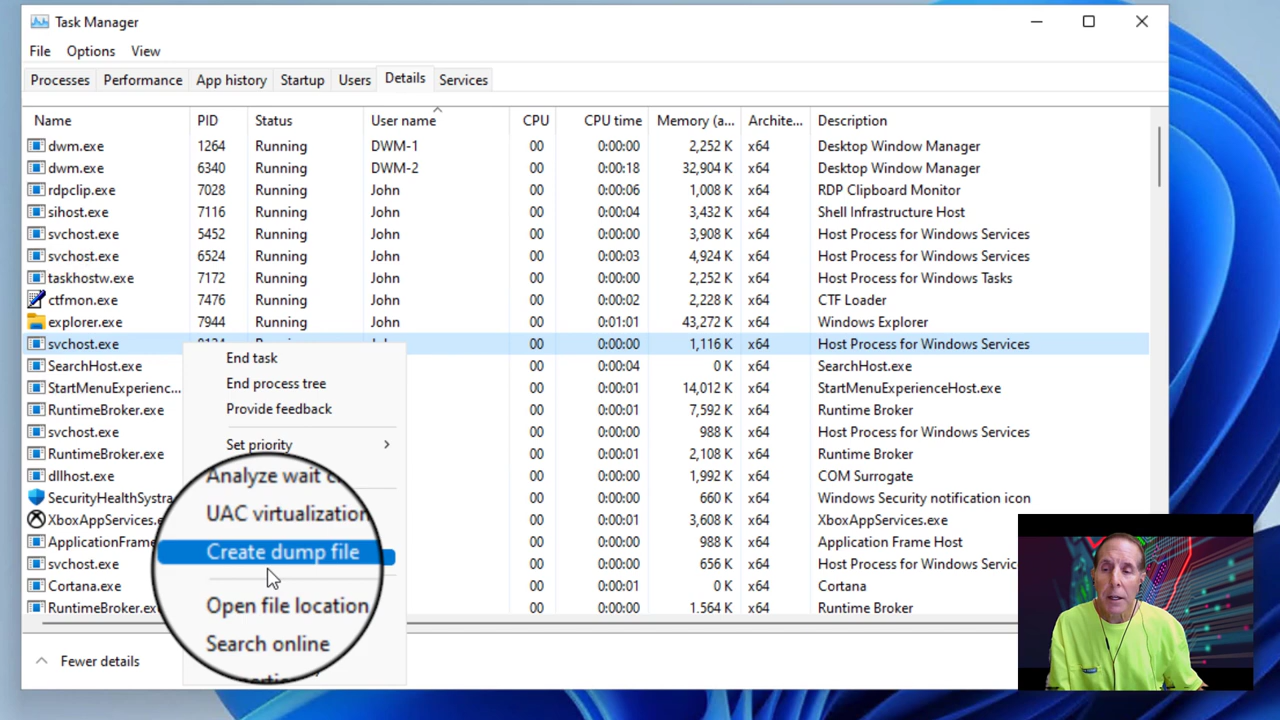 Task Manager
File Options View
Processes Performance App history Startup Users Details Services
Name PID Status User name CPU CPU time Memory (a... Archite... Description
dwm.exe 1264 Running DWM-1 00 0:00:00 2,252 K x64 Desktop Window Manager
dwm.exe 6340 Running DWM-2 00 0:00:18 32,904 K x64 Desktop Window Manager
rdpclip.exe 7028 Running John 00 0:00:06 1,008 K x64 RDP Clipboard Monitor
sihost.exe 7116 Running John 00 0:00:04 3,432 K x64 Shell Infrastructure Host
svchost.exe 5452 Running John 00 0:00:00 3,908 K x64 Host Process for Windows Services
svchost.exe 6524 Running John 00 0:00:03 4,924 K x64 Host Process for Windows Services
taskhostw.exe 7172 Running John 00 0:00:00 2,252 K x64 Host Process for Windows Tasks
ctfmon.exe 7476 Running John 00 0:00:02 2,228 K x64 CTF Loader
explorer.exe 7944 Running John 00 0:01:01 43,272 K x64 Windows Explorer
svchost.exe 00 0:00:00 1,116 K x64 Host Process for Windows Services
SearchHost.exe 00 0:00:04 0 K x64 SearchHost.exe
StartMenuExperienc... 00 0:00:01 14,012 K x64 StartMenuExperienceHost.exe
RuntimeBroker.exe 00 0:00:01 7,592 K x64 Runtime Broker
svchost.exe 00 0:00:00 988 K x64 Host Process for Windows Services
RuntimeBroker.exe 00 0:00:01 2,108 K x64 Runtime Broker
dllhost.exe 00 0:00:00 1,992 K x64 COM Surrogate
SecurityHealthSystra 00 0:00:00 660 K x64 Windows Security notification icon
XboxAppServices.e 00 0:00:01 3,608 K x64 XboxAppServices.exe
ApplicationFrame 00 0:00:00 988 K x64 Application Frame Host
svchost.exe 00 0:00:00 656 K x64 Host Process for Windows Services
Cortana.exe 00 0:00:01 0 K x64 Cortana
RuntimeBroker.ex 00 0:00:01 1,564 K x64 Runtime Broker
End task
End process tree
Provide feedback
Set priority
Analyze wait c
UAC virtualization
Create dump file
Open file location
Search online
Fewer details